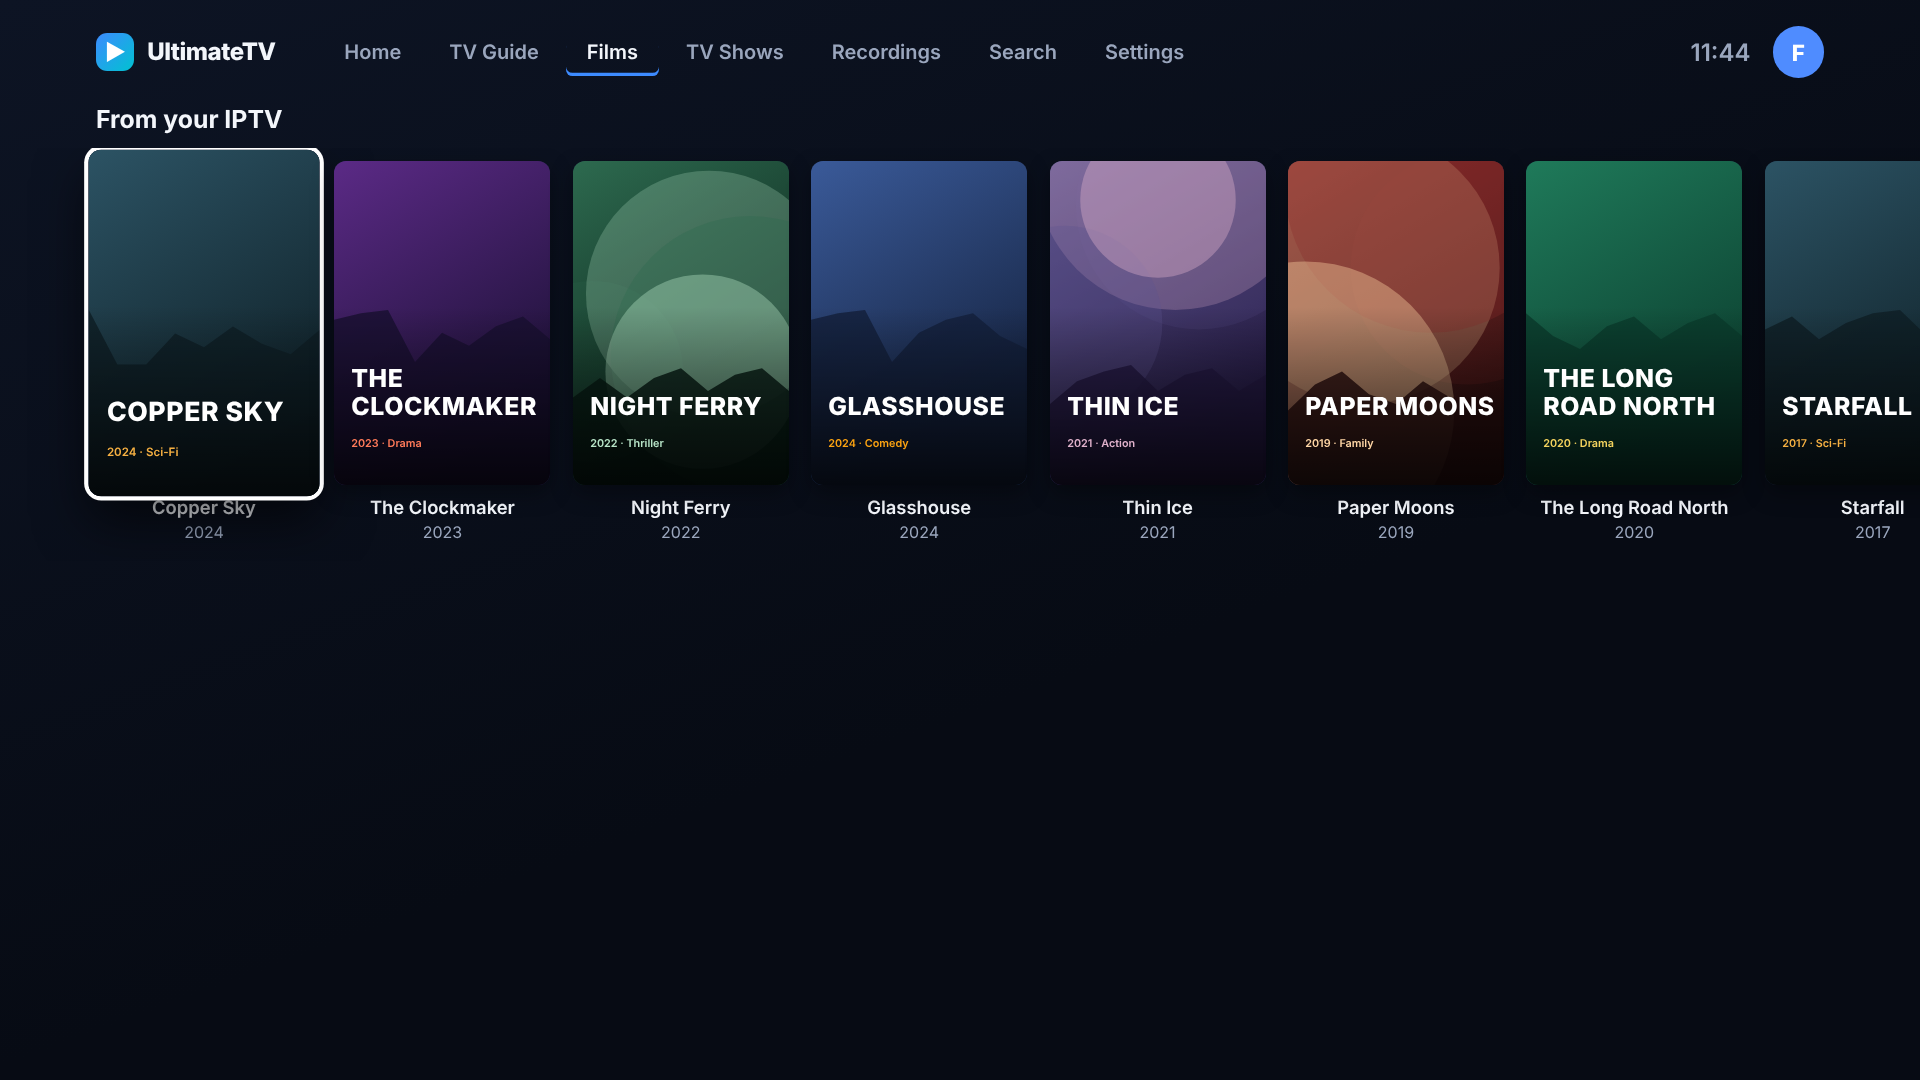 UltimateTV
Home
TV Guide
Films
TV Shows
Recordings
Search
Settings
11:44
F
From your IPTV
COPPER SKY
2024 · Sci-Fi
Copper Sky
2024
THE
CLOCKMAKER
2023 · Drama
The Clockmaker
2023
NIGHT FERRY
2022 · Thriller
Night Ferry
2022
GLASSHOUSE
2024 · Comedy
Glasshouse
2024
THIN ICE
2021 · Action
Thin Ice
2021
PAPER MOONS
2019 · Family
Paper Moons
2019
THE LONG
ROAD NORTH
2020 · Drama
The Long Road North
2020
STARFALL
2017 · Sci-Fi
Starfall
2017